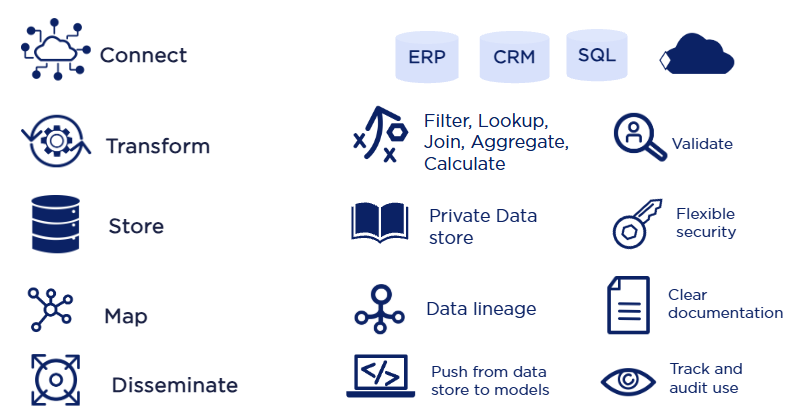 Connect
ERP
CRM
SQL
Transform
Filter, Lookup,
Join, Aggregate,
Calculate
Validate
Store
Private Data
store
Flexible
security
Map
Data lineage
Clear
documentation
Disseminate
Push from data
store to models
Track and
audit use